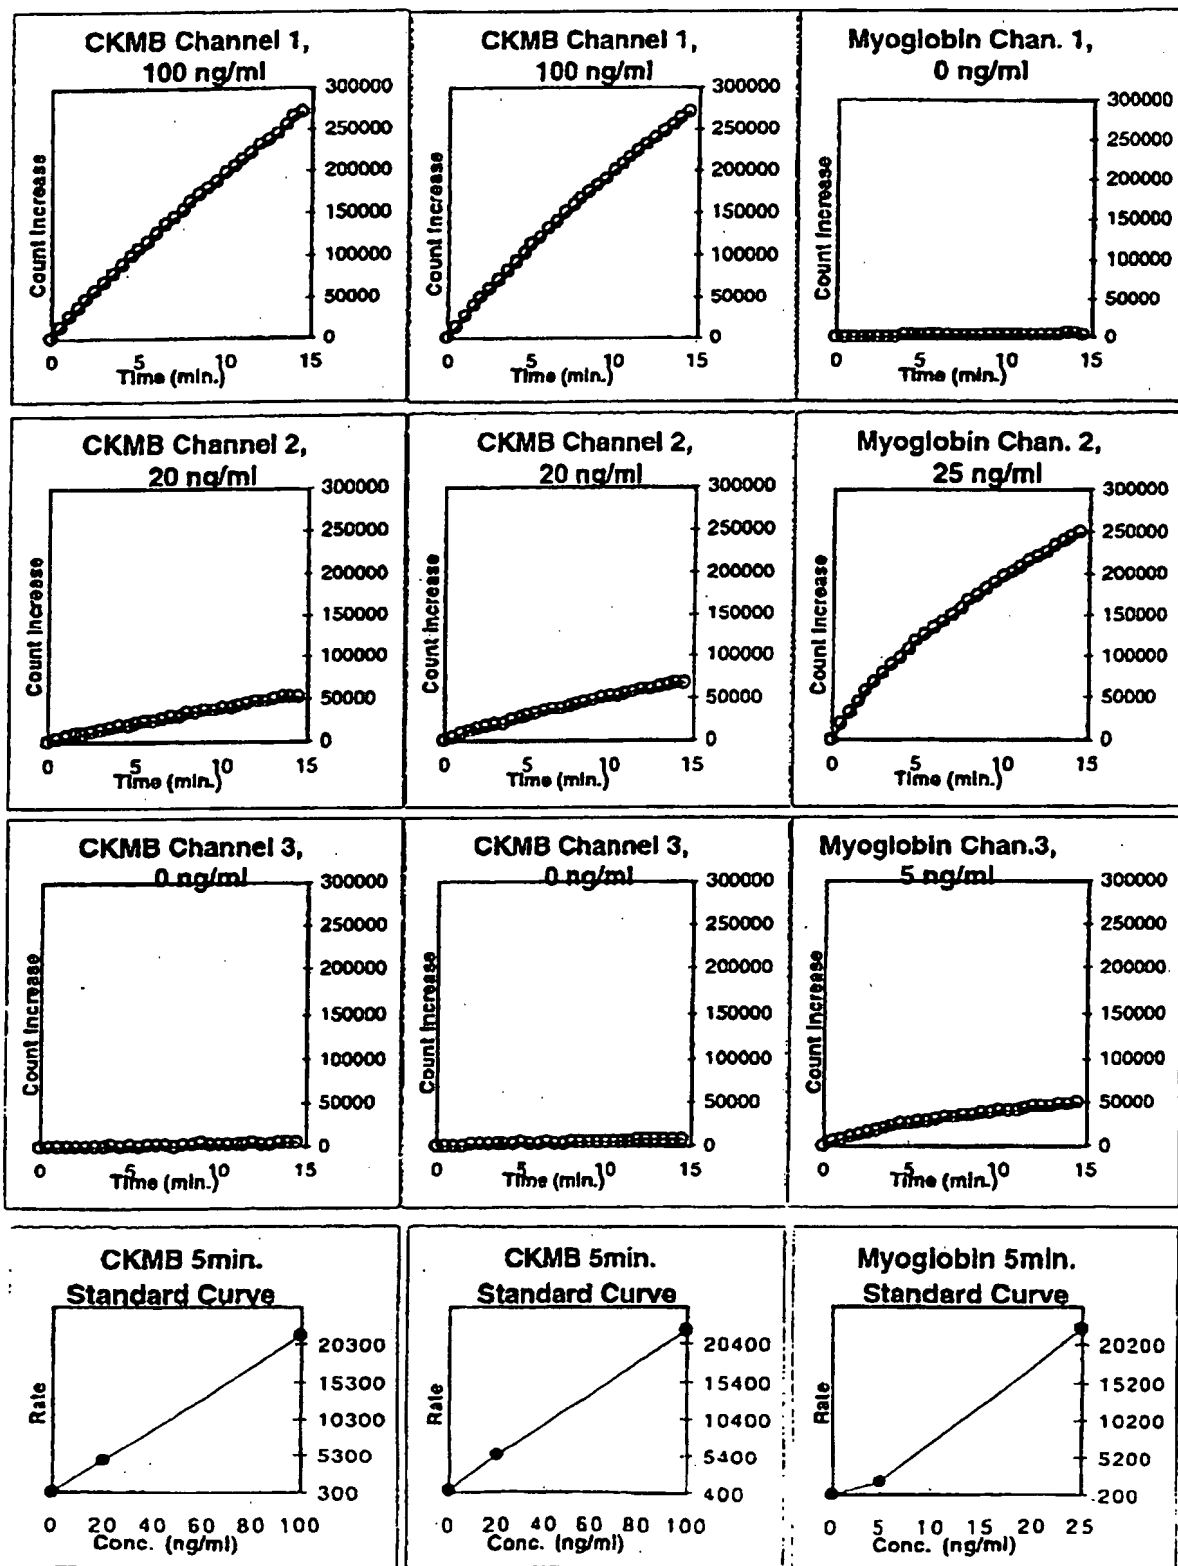 CKMB Channel 1,
100 ng/ml
300000
250000
200000
150000
100000
50000
0
Count Increase
0 5 10 15
Time (min.)
CKMB Channel 1,
100 ng/ml
300000
250000
200000
150000
100000
50000
0
Count Increase
0 5 10 15
Time (min.)
Myoglobin Chan. 1,
0 ng/ml
300000
250000
200000
150000
100000
50000
0
Count Increase
0 5 10 15
Time (min.)
CKMB Channel 2,
20 ng/ml
300000
250000
200000
150000
100000
50000
0
Count Increase
0 5 10 15
Time (min.)
CKMB Channel 2,
20 ng/ml
300000
250000
200000
150000
100000
50000
0
Count Increase
0 5 10 15
Time (min.)
Myoglobin Chan. 2,
25 ng/ml
300000
250000
200000
150000
100000
50000
0
Count Increase
0 5 10 15
Time (min.)
CKMB Channel 3,
0 ng/ml
300000
250000
200000
150000
100000
50000
0
Count Increase
0 5 10 15
Time (min.)
CKMB Channel 3,
0 ng/ml
300000
250000
200000
150000
100000
50000
0
Count Increase
0 5 10 15
Time (min.)
Myoglobin Chan.3,
5 ng/ml
300000
250000
200000
150000
100000
50000
0
Count Increase
0 5 10 15
Time (min.)
CKMB 5min.
Standard Curve
20300
15300
10300
5300
300
Rate
0 20 40 60 80 100
Conc. (ng/ml)
CKMB 5min.
Standard Curve
20400
15400
10400
5400
400
Rate
0 20 40 60 80 100
Conc. (ng/ml)
Myoglobin 5min.
Standard Curve
20200
15200
10200
5200
200
Rate
0 5 10 15 20 25
Conc. (ng/ml)